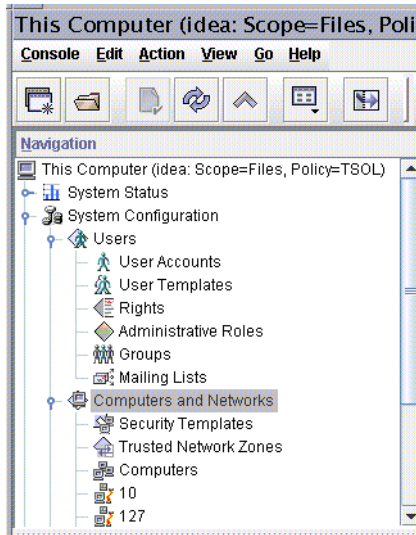 This Computer (idea: Scope=Files, Poli
Console Edit Action View Go Help
Navigation
This Computer (idea: Scope=Files, Policy=TSOL)
System Status
System Configuration
Users
User Accounts
User Templates
Rights
Administrative Roles
Groups
Mailing Lists
Computers and Networks
Security Templates
Trusted Network Zones
Computers
10
127